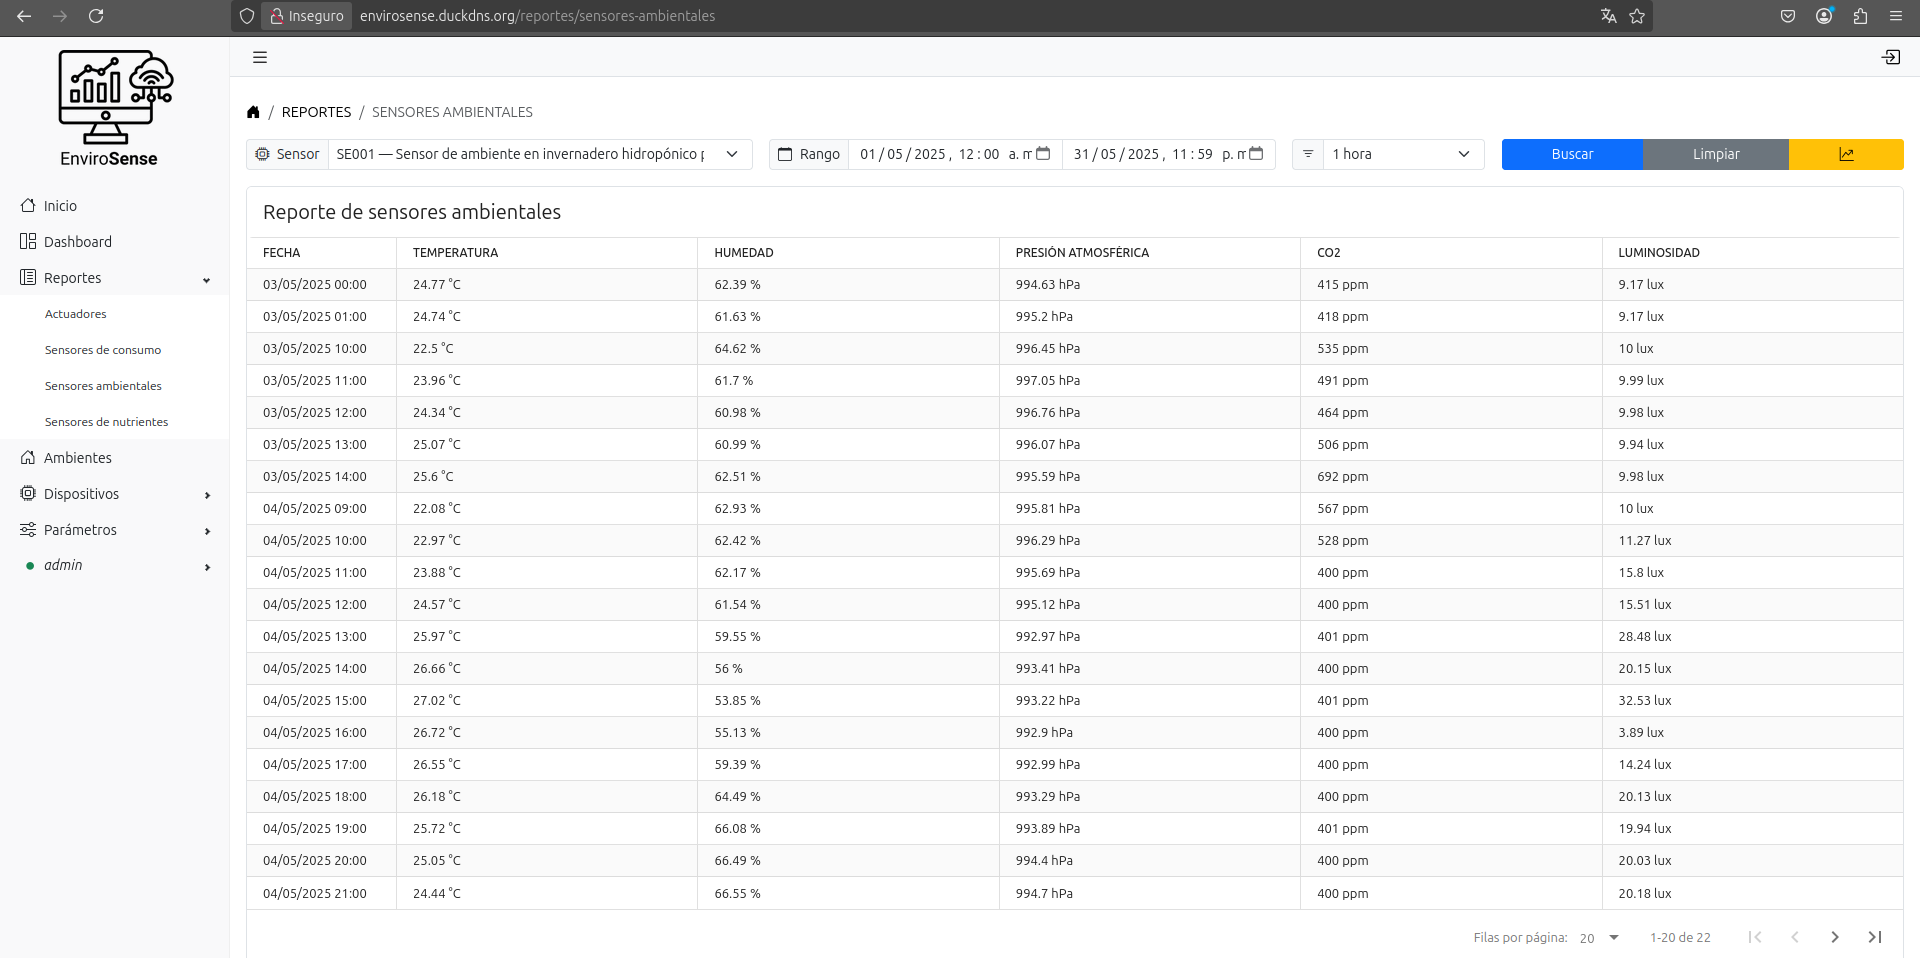 Inseguro envirosense.duckdns.org/reportes/sensores-ambientales
EnviroSense
Inicio
Dashboard
Reportes
Actuadores
Sensores de consumo
Sensores ambientales
Sensores de nutrientes
Ambientes
Dispositivos
Parámetros
admin
/ REPORTES / SENSORES AMBIENTALES
Sensor SE001 — Sensor de ambiente en invernadero hidropónico Rango 01/05/2025, 12:00 a. m 31/05/2025, 11:59 p. m 1 hora Buscar Limpiar
Reporte de sensores ambientales
FECHA TEMPERATURA HUMEDAD PRESIÓN ATMOSFÉRICA CO2 LUMINOSIDAD
03/05/2025 00:00 24.77 °C 62.39 % 994.63 hPa 415 ppm 9.17 lux
03/05/2025 01:00 24.74 °C 61.63 % 995.2 hPa 418 ppm 9.17 lux
03/05/2025 10:00 22.5 °C 64.62 % 996.45 hPa 535 ppm 10 lux
03/05/2025 11:00 23.96 °C 61.7 % 997.05 hPa 491 ppm 9.99 lux
03/05/2025 12:00 24.34 °C 60.98 % 996.76 hPa 464 ppm 9.98 lux
03/05/2025 13:00 25.07 °C 60.99 % 996.07 hPa 506 ppm 9.94 lux
03/05/2025 14:00 25.6 °C 62.51 % 995.59 hPa 692 ppm 9.98 lux
04/05/2025 09:00 22.08 °C 62.93 % 995.81 hPa 567 ppm 10 lux
04/05/2025 10:00 22.97 °C 62.42 % 996.29 hPa 528 ppm 11.27 lux
04/05/2025 11:00 23.88 °C 62.17 % 995.69 hPa 400 ppm 15.8 lux
04/05/2025 12:00 24.57 °C 61.54 % 995.12 hPa 400 ppm 15.51 lux
04/05/2025 13:00 25.97 °C 59.55 % 992.97 hPa 401 ppm 28.48 lux
04/05/2025 14:00 26.66 °C 56 % 993.41 hPa 400 ppm 20.15 lux
04/05/2025 15:00 27.02 °C 53.85 % 993.22 hPa 401 ppm 32.53 lux
04/05/2025 16:00 26.72 °C 55.13 % 992.9 hPa 400 ppm 3.89 lux
04/05/2025 17:00 26.55 °C 59.39 % 992.99 hPa 400 ppm 14.24 lux
04/05/2025 18:00 26.18 °C 64.49 % 993.29 hPa 400 ppm 20.13 lux
04/05/2025 19:00 25.72 °C 66.08 % 993.89 hPa 401 ppm 19.94 lux
04/05/2025 20:00 25.05 °C 66.49 % 994.4 hPa 400 ppm 20.03 lux
04/05/2025 21:00 24.44 °C 66.55 % 994.7 hPa 400 ppm 20.18 lux
Filas por página: 20 1-20 de 22